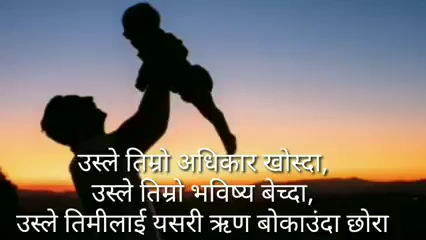 उस्ले तिम्रो अधिकार खोस्दा,
उस्ले तिम्रो भविष्य बेच्दा,
उस्ले तिमीलाई यसरी ऋण बोकाउंदा छोरा